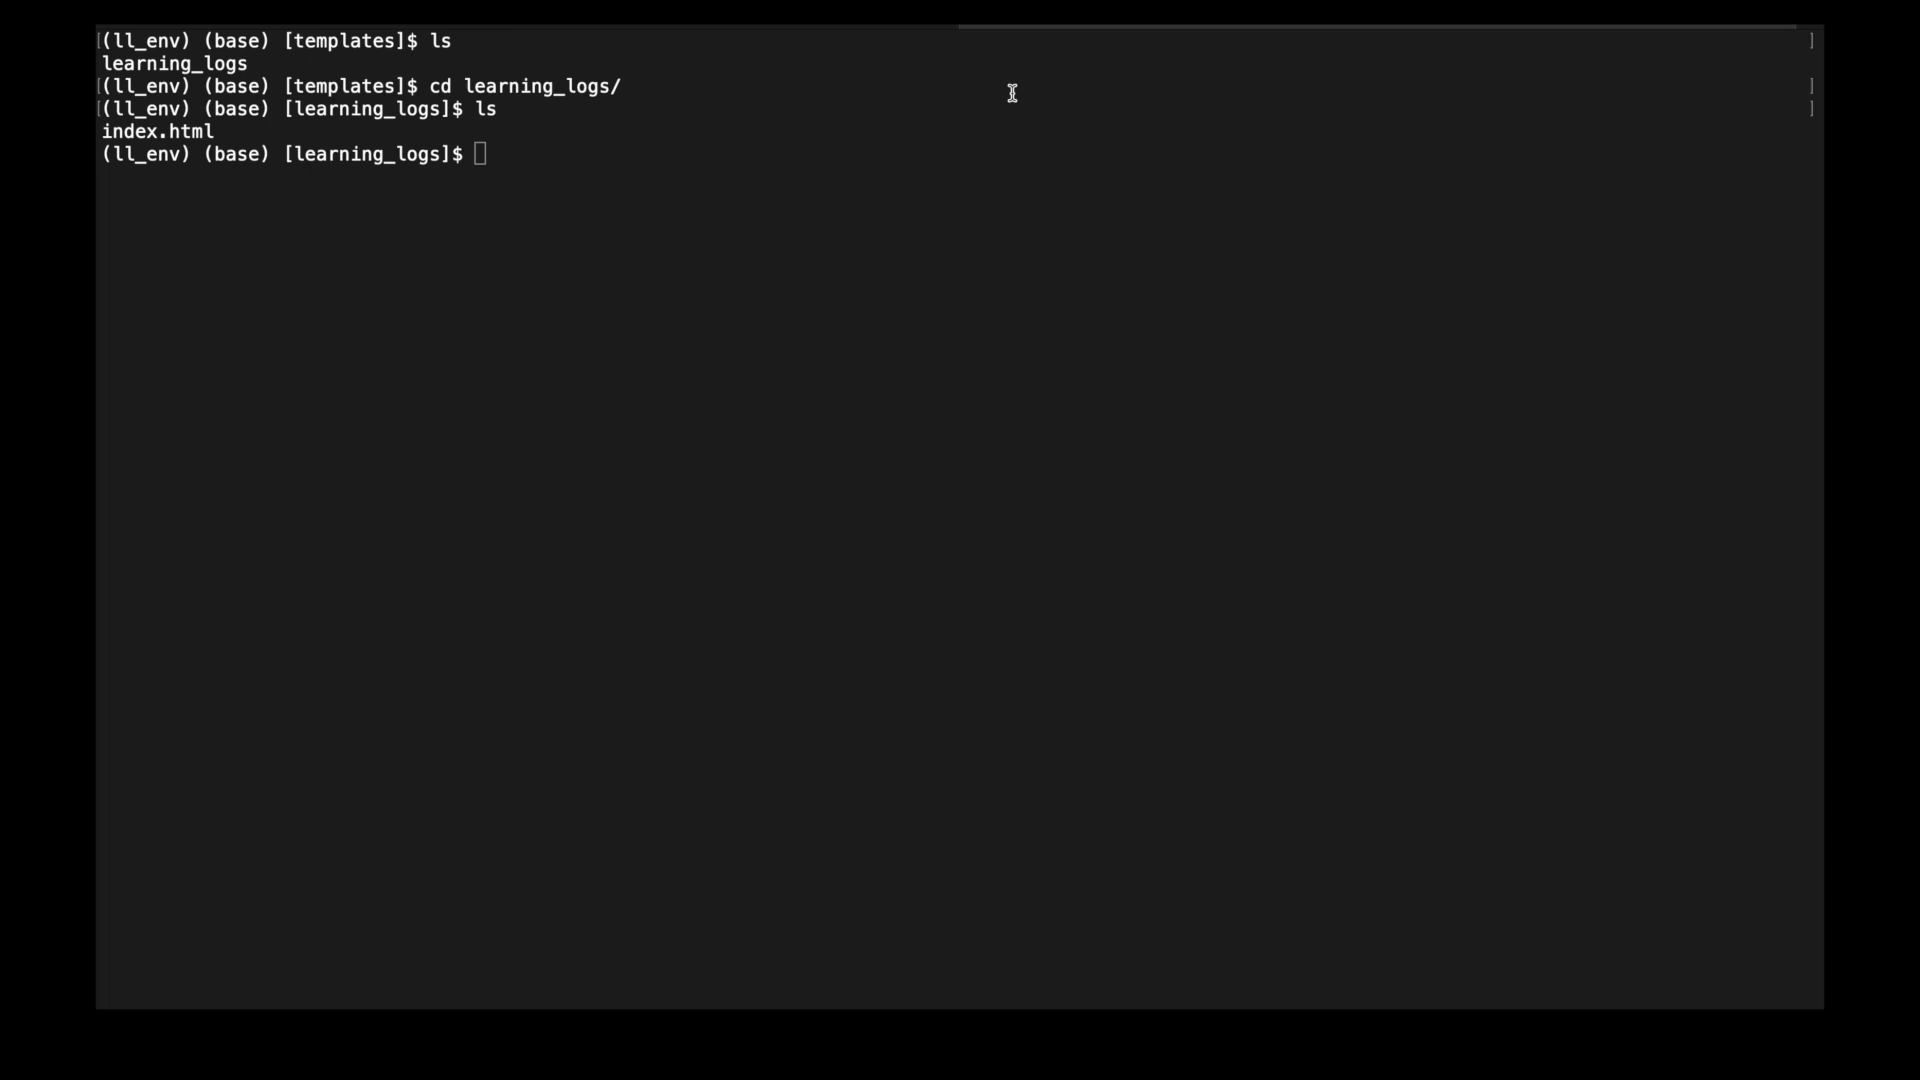 [(ll_env) (base) [templates]$ ls ]
learning_logs
[(ll_env) (base) [templates]$ cd learning_logs/ ]
[(ll_env) (base) [learning_logs]$ ls ]
index.html
(ll_env) (base) [learning_logs]$